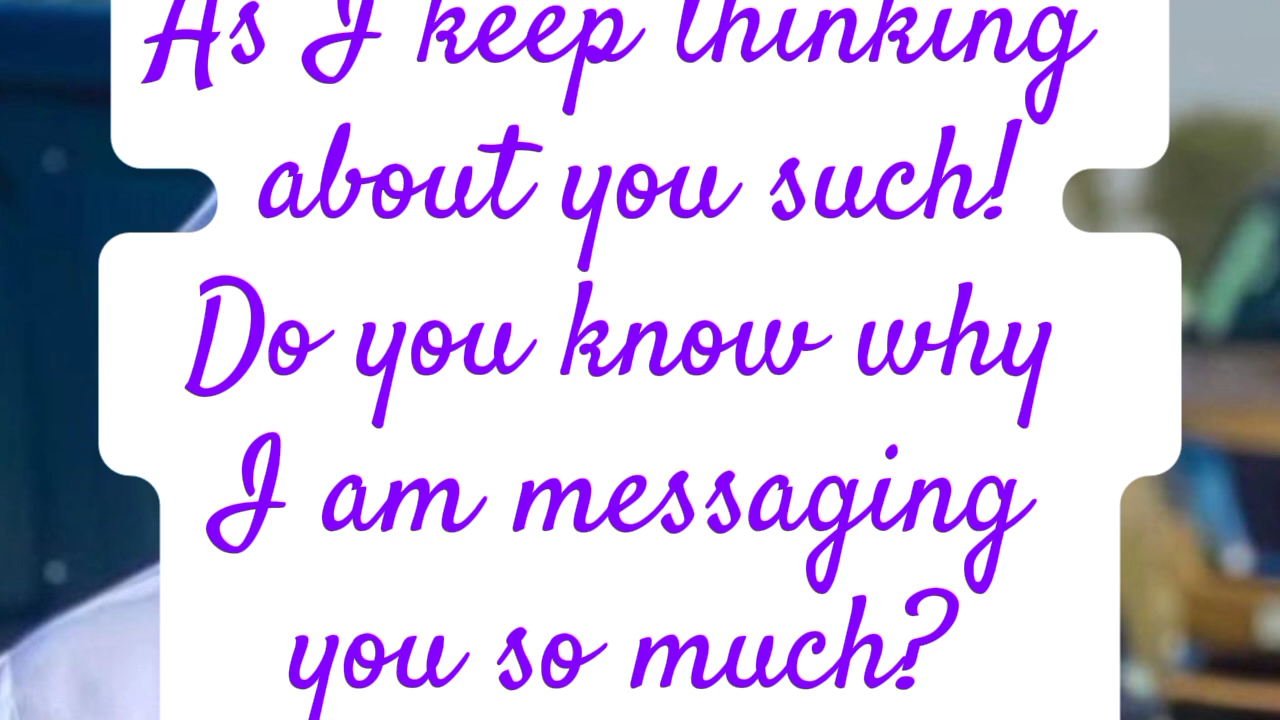 As I keep thinking
about you such!
Do you know why
I am messaging
you so much?